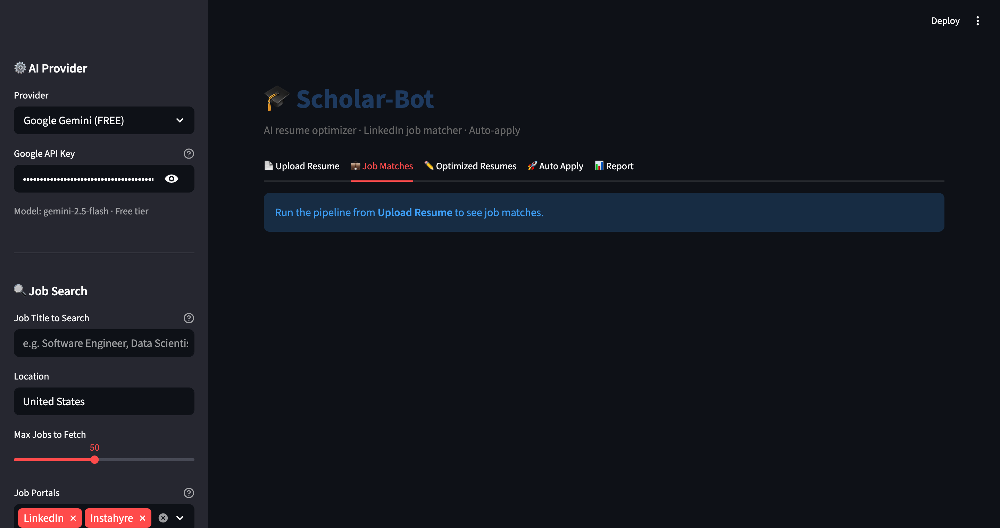 Deploy
AI Provider
Provider
Google Gemini (FREE)
Google API Key
Model: gemini-2.5-flash · Free tier
Job Search
Job Title to Search
e.g. Software Engineer, Data Scientis
Location
United States
Max Jobs to Fetch
50
Job Portals
LinkedIn
Instahyre
Scholar-Bot
AI resume optimizer · LinkedIn job matcher · Auto-apply
Upload Resume Job Matches Optimized Resumes Auto Apply Report
Run the pipeline from Upload Resume to see job matches.